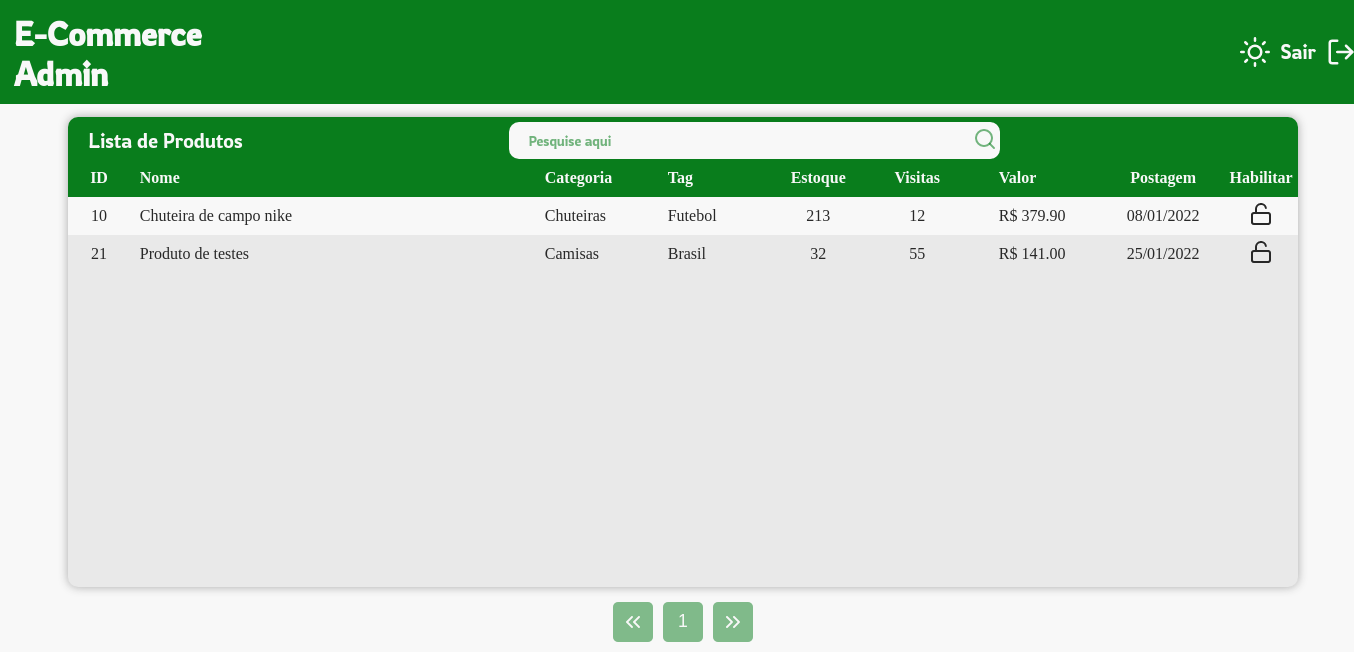 E-Commerce
Admin
Sair
Lista de Produtos
Pesquise aqui
ID Nome Categoria Tag Estoque Visitas Valor Postagem Habilitar
10 Chuteira de campo nike Chuteiras Futebol 213 12 R$ 379.90 08/01/2022
21 Produto de testes Camisas Brasil 32 55 R$ 141.00 25/01/2022
1